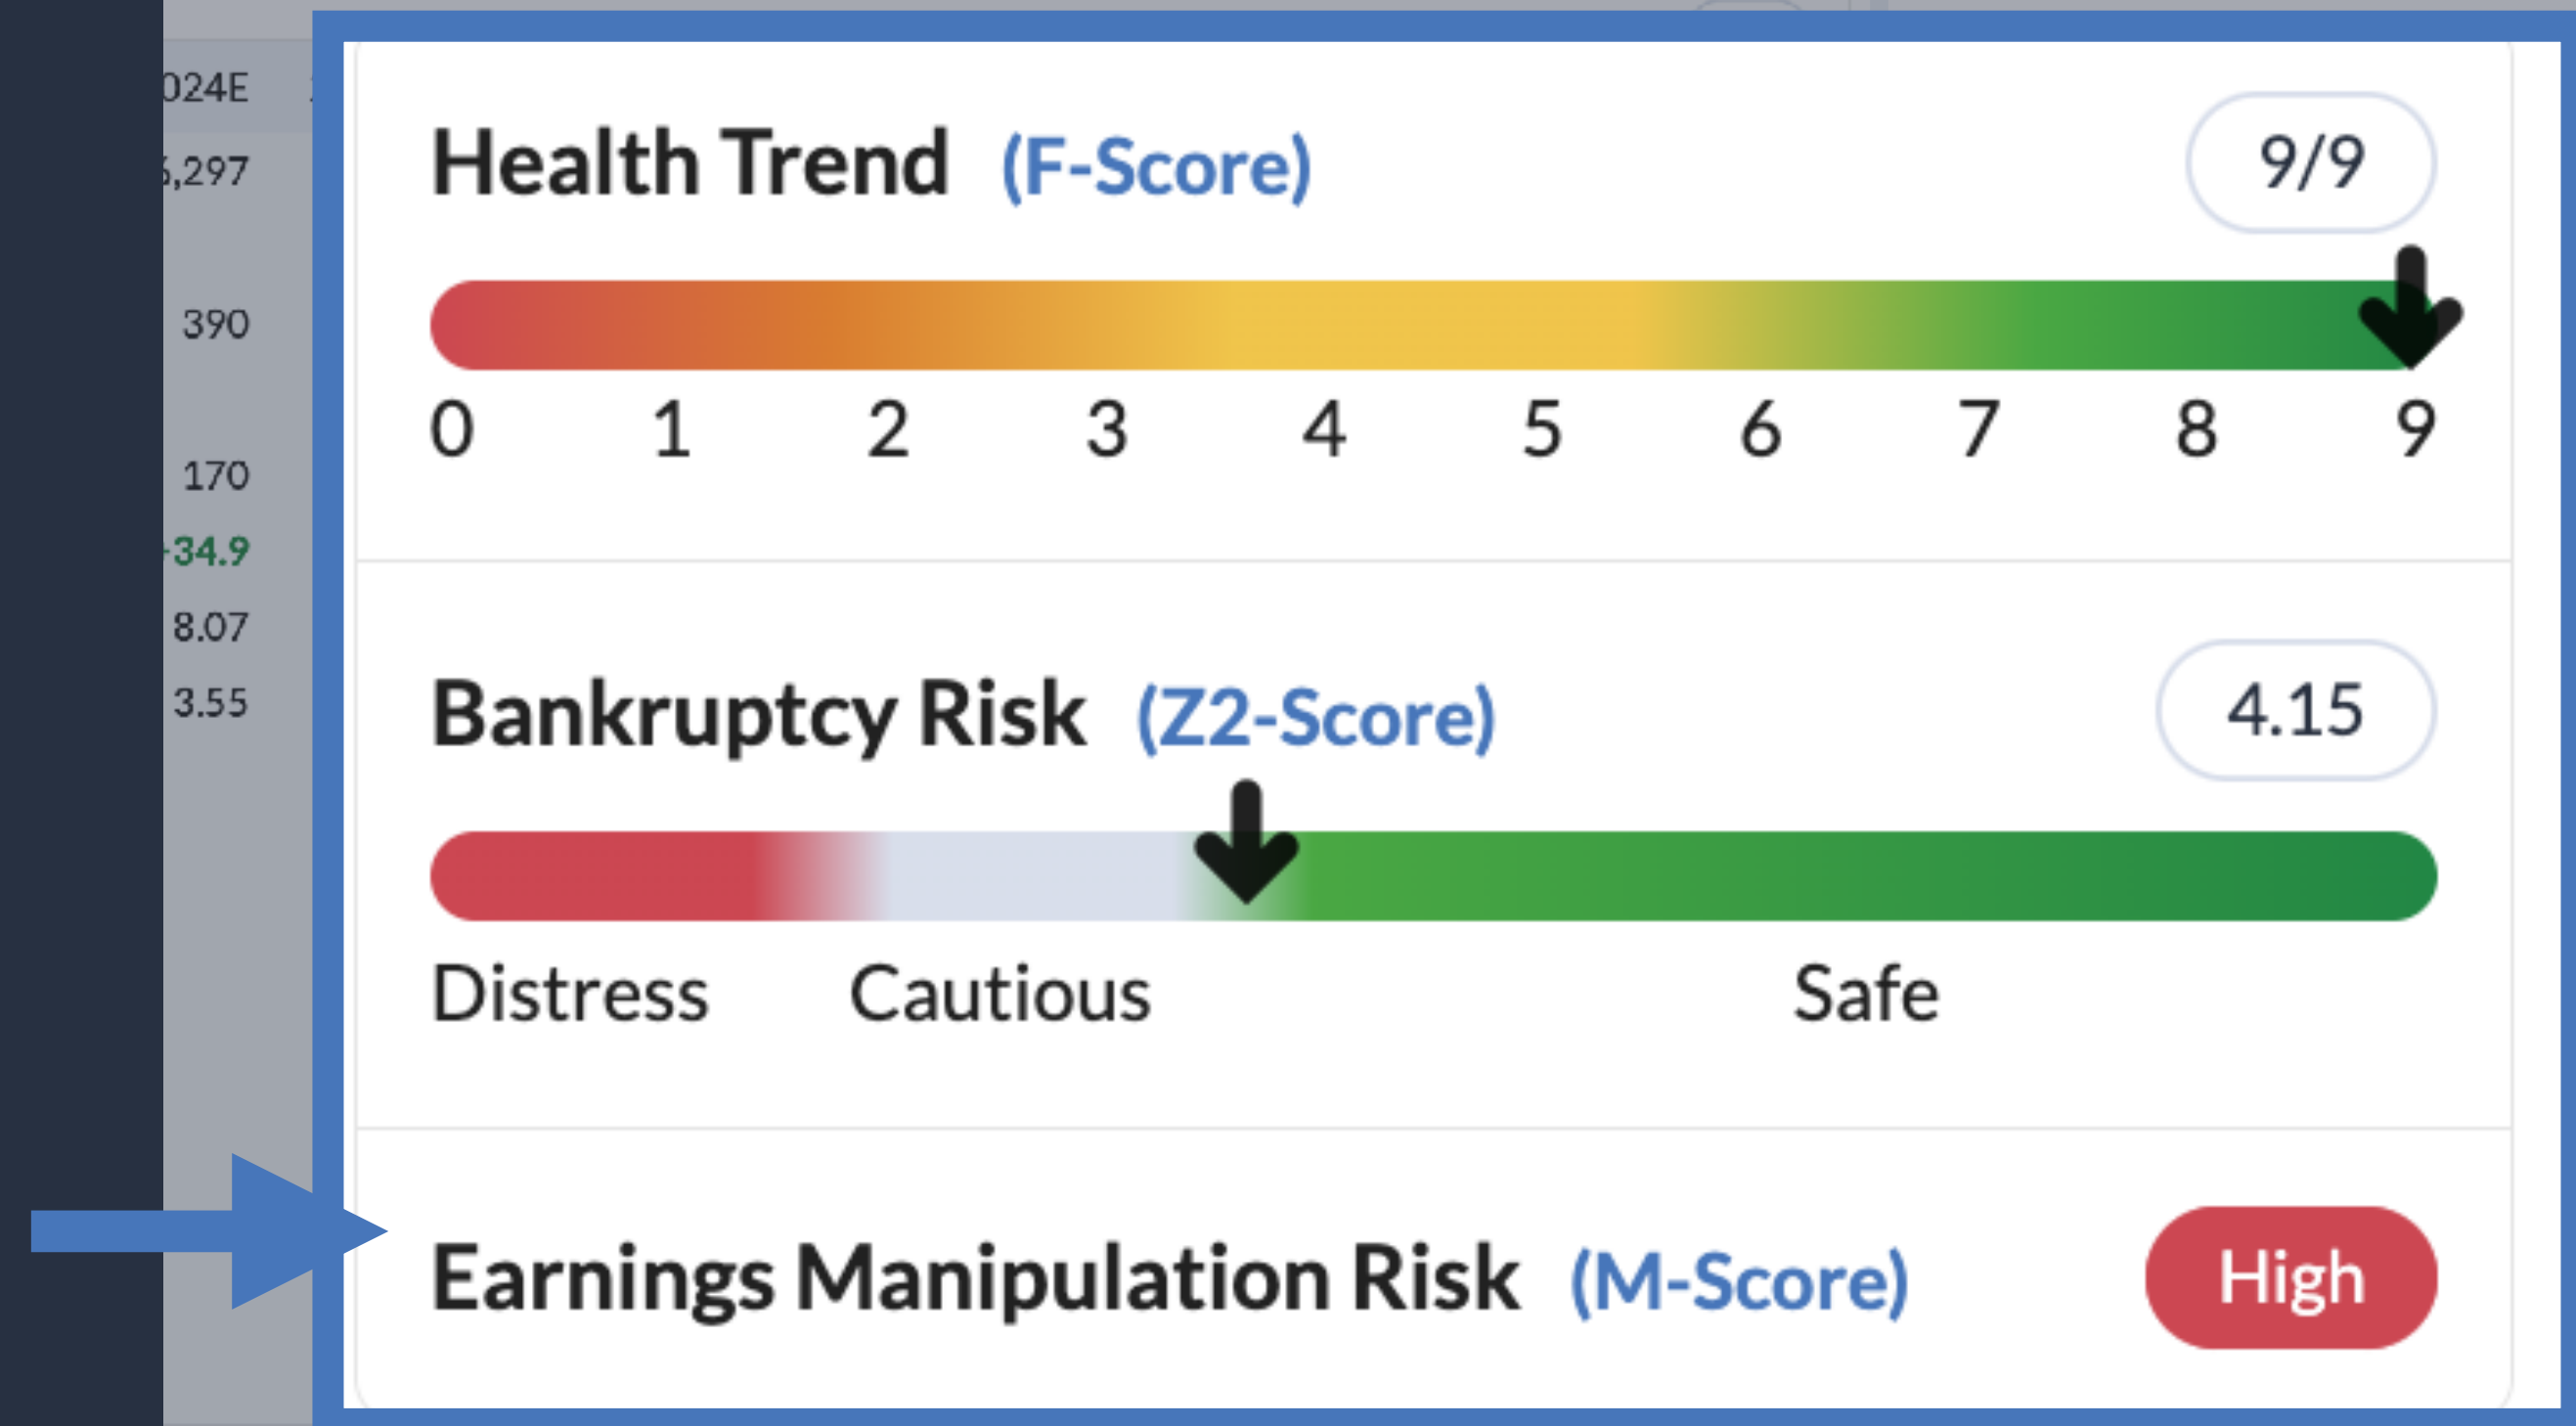 024E
6,297
390
170
+34.9
8.07
3.55
Health Trend (F-Score) 9/9
0 1 2 3 4 5 6 7 8 9
Bankruptcy Risk (Z2-Score) 4.15
Distress Cautious Safe
Earnings Manipulation Risk (M-Score) High